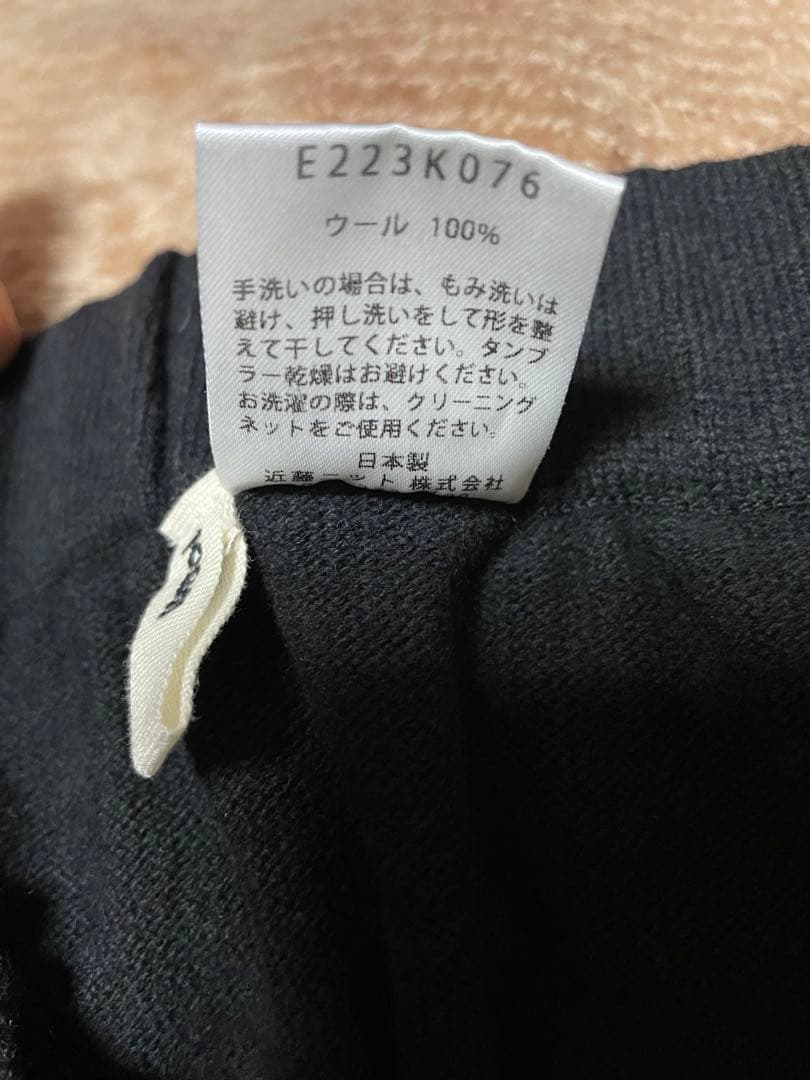 E223K076
ウール 100%
手洗いの場合は、もみ洗いは
避け、押し洗いをして形を整
えて干してください。タンブ
ラー乾燥はお避けください。
お洗濯の際は、クリーニング
ネットをご使用ください。
日本製
近藤ニット 株式会社